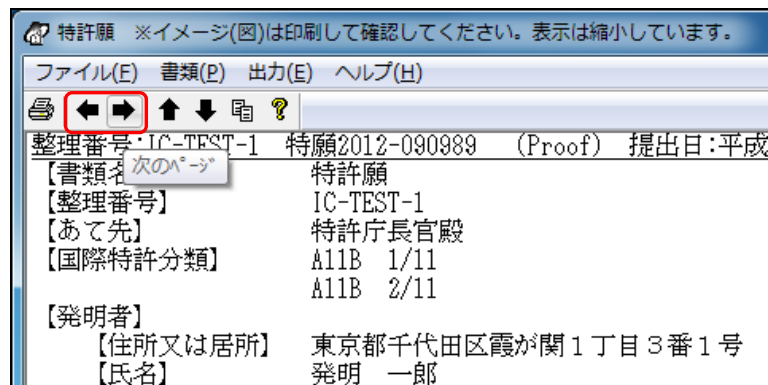 特許願　※イメージ(図)は印刷して確認してください。表示は縮小しています。
ファイル(F)　書類(P)　出力(E)　ヘルプ(H)
整理番号:IC-TEST-1　特願2012-090989　(Proof)　提出日:平成
次のページ
【書類名
特許願
【整理番号】　IC-TEST-1
【あて先】　特許庁長官殿
【国際特許分類】　A11B　1/11
A11B　2/11
【発明者】
【住所又は居所】　東京都千代田区霞が関１丁目３番１号
【氏名】　発明　一郎